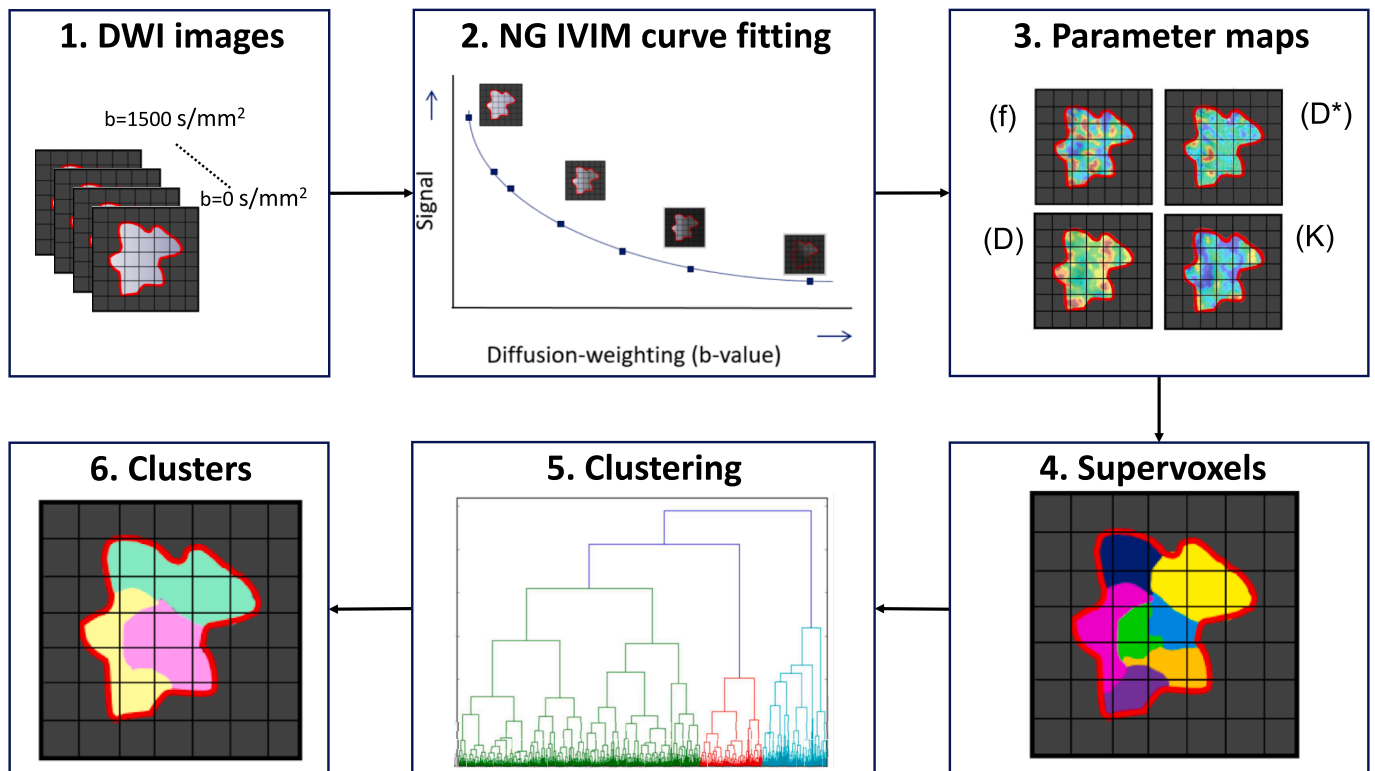 1. DWI images
b=1500 s/mm²
b=0 s/mm²
2. NG IVIM curve fitting
Signal
Diffusion-weighting (b-value)
3. Parameter maps
(f)
(D*)
(D)
(K)
4. Supervoxels
5. Clustering
6. Clusters